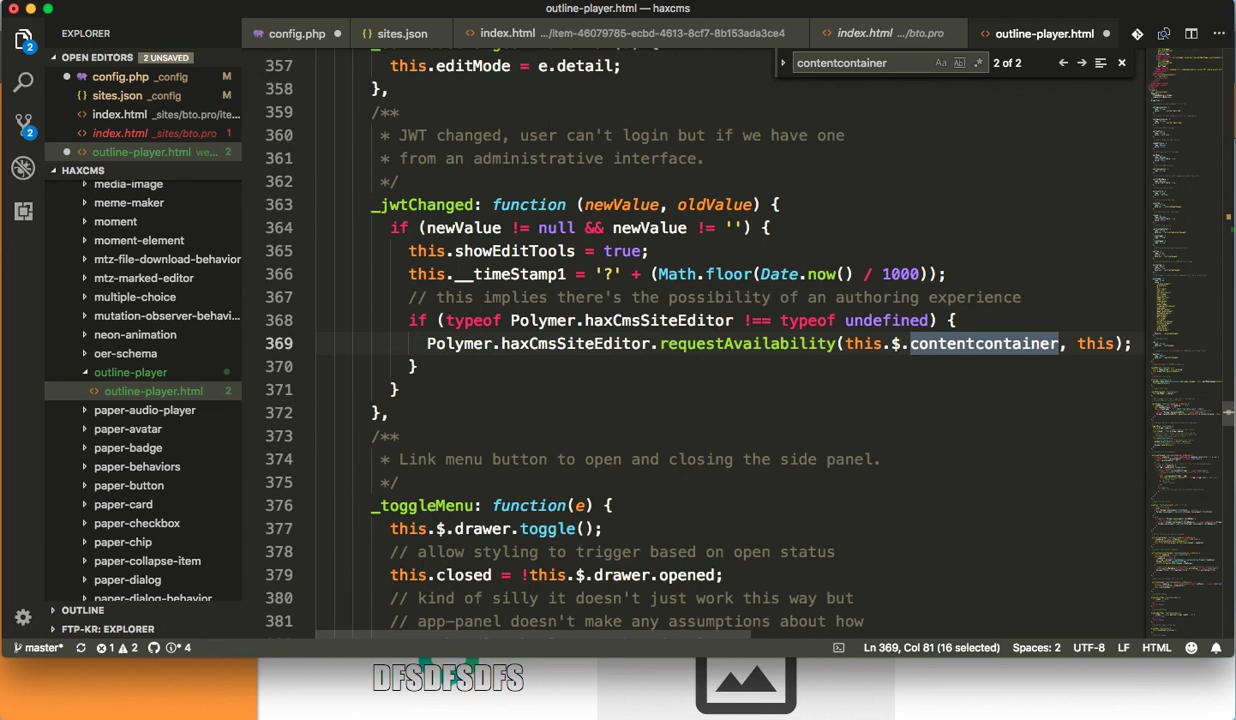 outline-player.html — haxcms
EXPLORER
config.php
sites.json
index.html .../item-46079785-ecbd-4613-8cf7-8b153ada3ce4
index.html .../bto.pro
outline-player.html
OPEN EDITORS 2 UNSAVED
config.php _config M
sites.json _config M
index.html _sites/bto.pro/ite...
index.html _sites/bto.pro 1
outline-player.html we... 2
HAXCMS
media-image
meme-maker
moment
moment-element
mtz-file-download-behavior
mtz-marked-editor
multiple-choice
mutation-observer-behavi...
neon-animation
oer-schema
outline-player
outline-player.html 2
paper-audio-player
paper-avatar
paper-badge
paper-behaviors
paper-button
paper-card
paper-checkbox
paper-chip
paper-collapse-item
paper-dialog
paper-dialog-behavior
OUTLINE
FTP-KR: EXPLORER
contentcontainer Aa Abl .* 2 of 2
357 this.editMode = e.detail;
358 },
359 /**
360 * JWT changed, user can't login but if we have one
361 * from an administrative interface.
362 */
363 _jwtChanged: function (newValue, oldValue) {
364 if (newValue != null && newValue != '') {
365 this.showEditTools = true;
366 this.__timeStamp1 = '?' + (Math.floor(Date.now() / 1000));
367 // this implies there's the possibility of an authoring experience
368 if (typeof Polymer.haxCmsSiteEditor !== typeof undefined) {
369 Polymer.haxCmsSiteEditor.requestAvailability(this.$.contentcontainer, this);
370 }
371 }
372 },
373 /**
374 * Link menu button to open and closing the side panel.
375 */
376 _toggleMenu: function(e) {
377 this.$.drawer.toggle();
378 // allow styling to trigger based on open status
379 this.closed = !this.$.drawer.opened;
380 // kind of silly it doesn't just work this way but
381 // app-panel doesn't make any assumptions about how
2
2
master* 1 2 4
Ln 369, Col 81 (16 selected) Spaces: 2 UTF-8 LF HTML
DFSDFSDFS